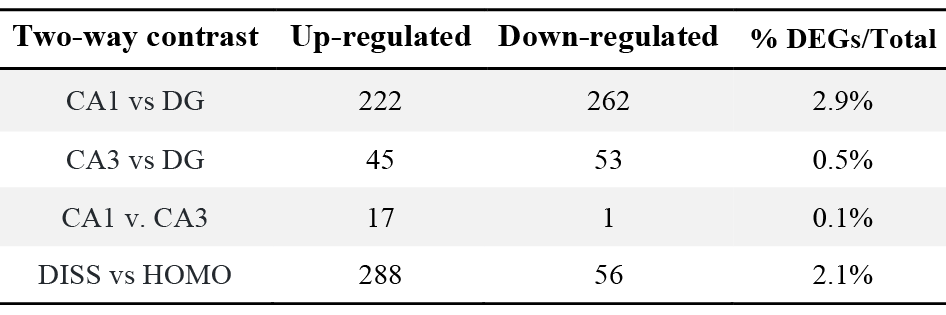 Two-way contrast Up-regulated Down-regulated % DEGs/Total
CA1 vs DG 222 262 2.9%
CA3 vs DG 45 53 0.5%
CA1 v. CA3 17 1 0.1%
DISS vs HOMO 288 56 2.1%